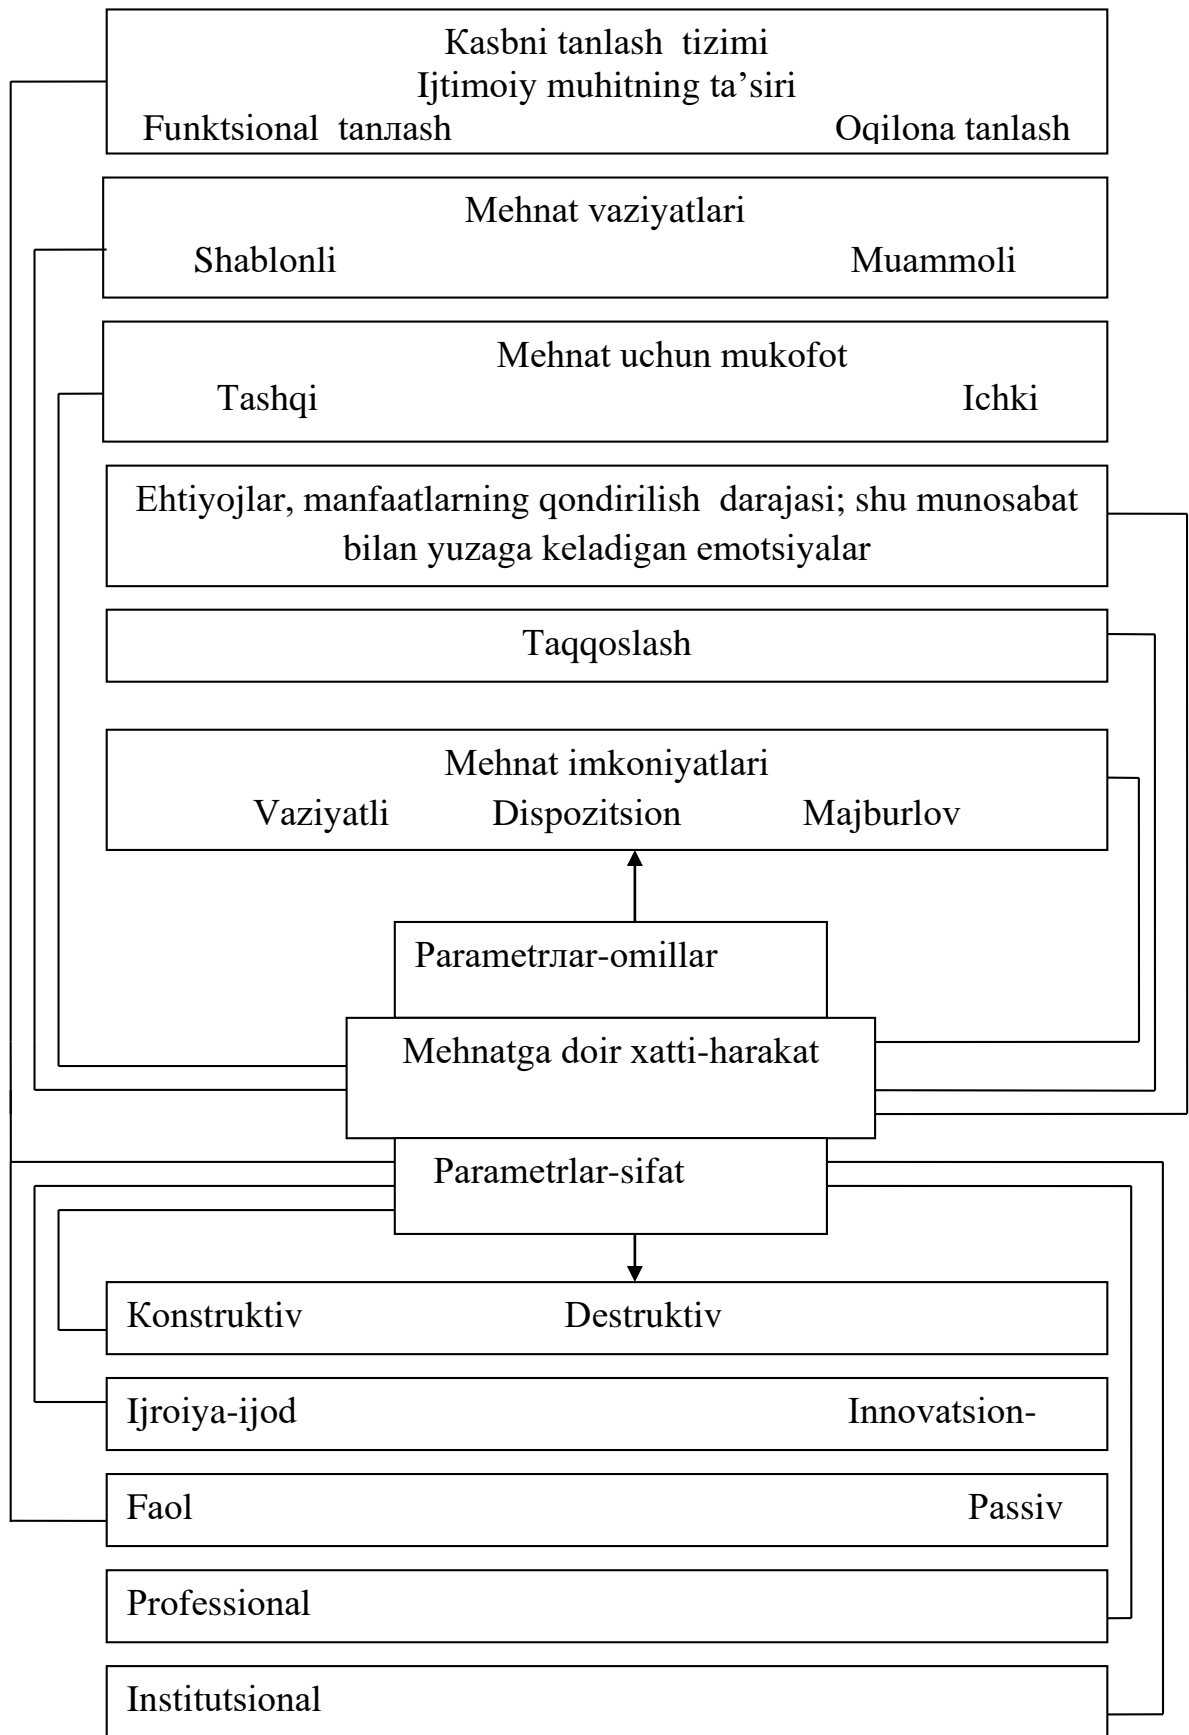 Kasbni tanlash tizimi
Ijtimoiy muhitning ta’siri
Funktsional tanлash Oqilona tanlash
Mehnat vaziyatlari
Shablonli Muammoli
Mehnat uchun mukofot
Tashqi Ichki
Ehtiyojlar, manfaatlarning qondirilish darajasi; shu munosabat
bilan yuzaga keladigan emotsiyalar
Taqqoslash
Mehnat imkoniyatlari
Vaziyatli Dispozitsion Majburlov
Parametrлar-omillar
Mehnatga doir xatti-harakat
Parametrlar-sifat
Konstruktiv Destruktiv
Ijroiya-ijod Innovatsion-
Faol Passiv
Professional
Institutsional